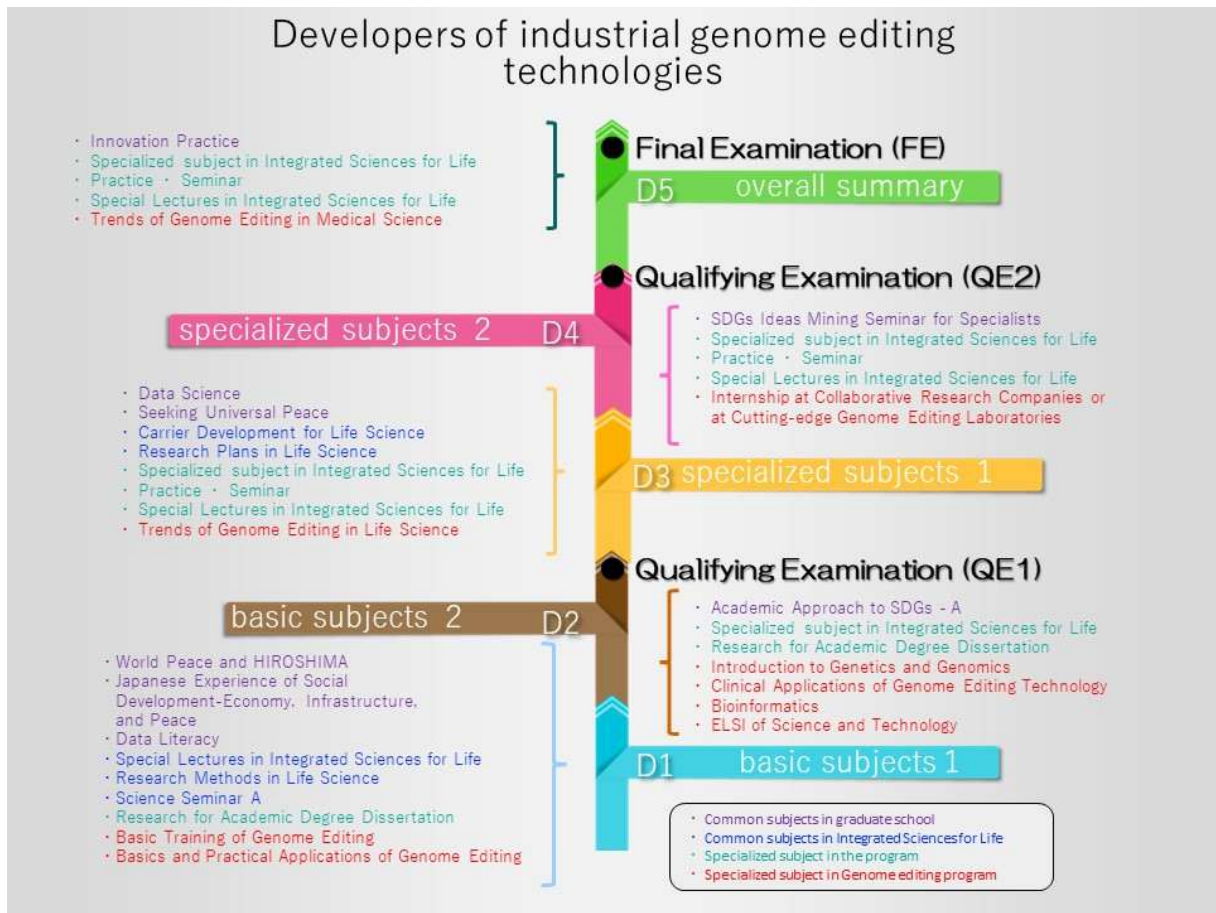 Developers of industrial genome editing
technologies
・ Innovation Practice
・ Specialized subject in Integrated Sciences for Life
・ Practice ・ Seminar
・ Special Lectures in Integrated Sciences for Life
・ Trends of Genome Editing in Medical Science
Final Examination (FE)
D5 overall summary
Qualifying Examination (QE2)
specialized subjects 2 D4
・ SDGs Ideas Mining Seminar for Specialists
・ Specialized subject in Integrated Sciences for Life
・ Practice ・ Seminar
・ Special Lectures in Integrated Sciences for Life
・ Internship at Collaborative Research Companies or
at Cutting-edge Genome Editing Laboratories
・ Data Science
・ Seeking Universal Peace
・ Carrier Development for Life Science
・ Research Plans in Life Science
・ Specialized subject in Integrated Sciences for Life
・ Practice ・ Seminar
・ Special Lectures in Integrated Sciences for Life
・ Trends of Genome Editing in Life Science
D3 specialized subjects 1
Qualifying Examination (QE1)
basic subjects 2 D2
・ Academic Approach to SDGs - A
・ Specialized subject in Integrated Sciences for Life
・ Research for Academic Degree Dissertation
・ Introduction to Genetics and Genomics
・ Clinical Applications of Genome Editing Technology
・ Bioinformatics
・ ELSI of Science and Technology
・World Peace and HIROSHIMA
・Japanese Experience of Social
Development-Economy, Infrastructure,
and Peace
・Data Literacy
・Special Lectures in Integrated Sciences for Life
・Research Methods in Life Science
・Science Seminar A
・Research for Academic Degree Dissertation
・Basic Training of Genome Editing
・Basics and Practical Applications of Genome Editing
D1 basic subjects 1
・ Common subjects in graduate school
・ Common subjects in Integrated Sciences for Life
・ Specialized subject in the program
・ Specialized subject in Genome editing program